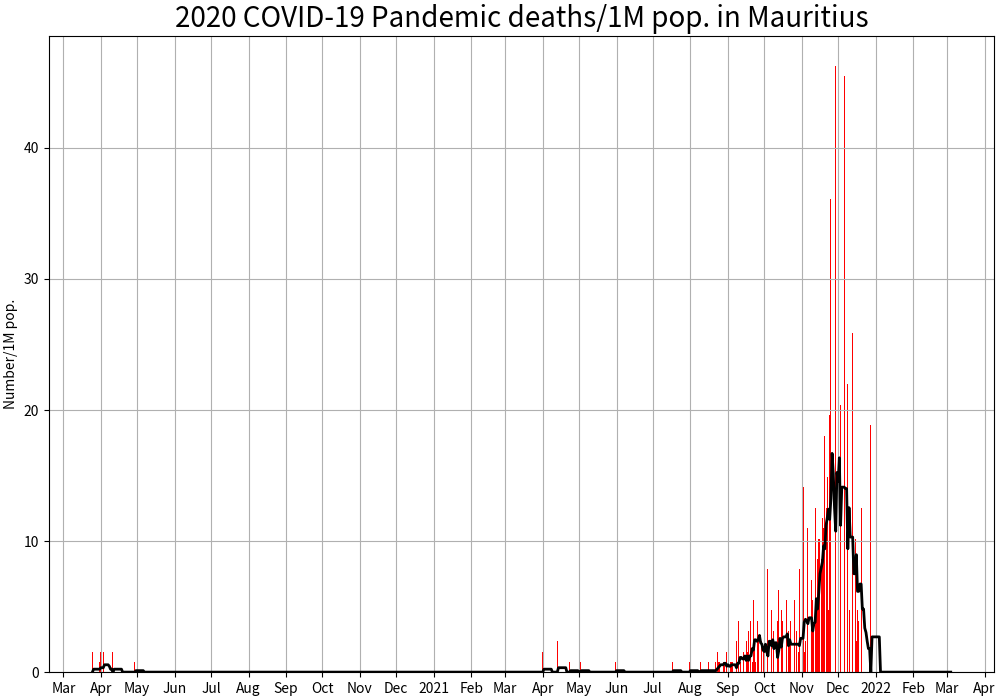 2020 COVID-19 Pandemic deaths/1M pop. in Mauritius
Number/1M pop.
40
30
20
10
0
Mar Apr May Jun Jul Aug Sep Oct Nov Dec 2021 Feb Mar Apr May Jun Jul Aug Sep Oct Nov Dec 2022 Feb Mar Apr